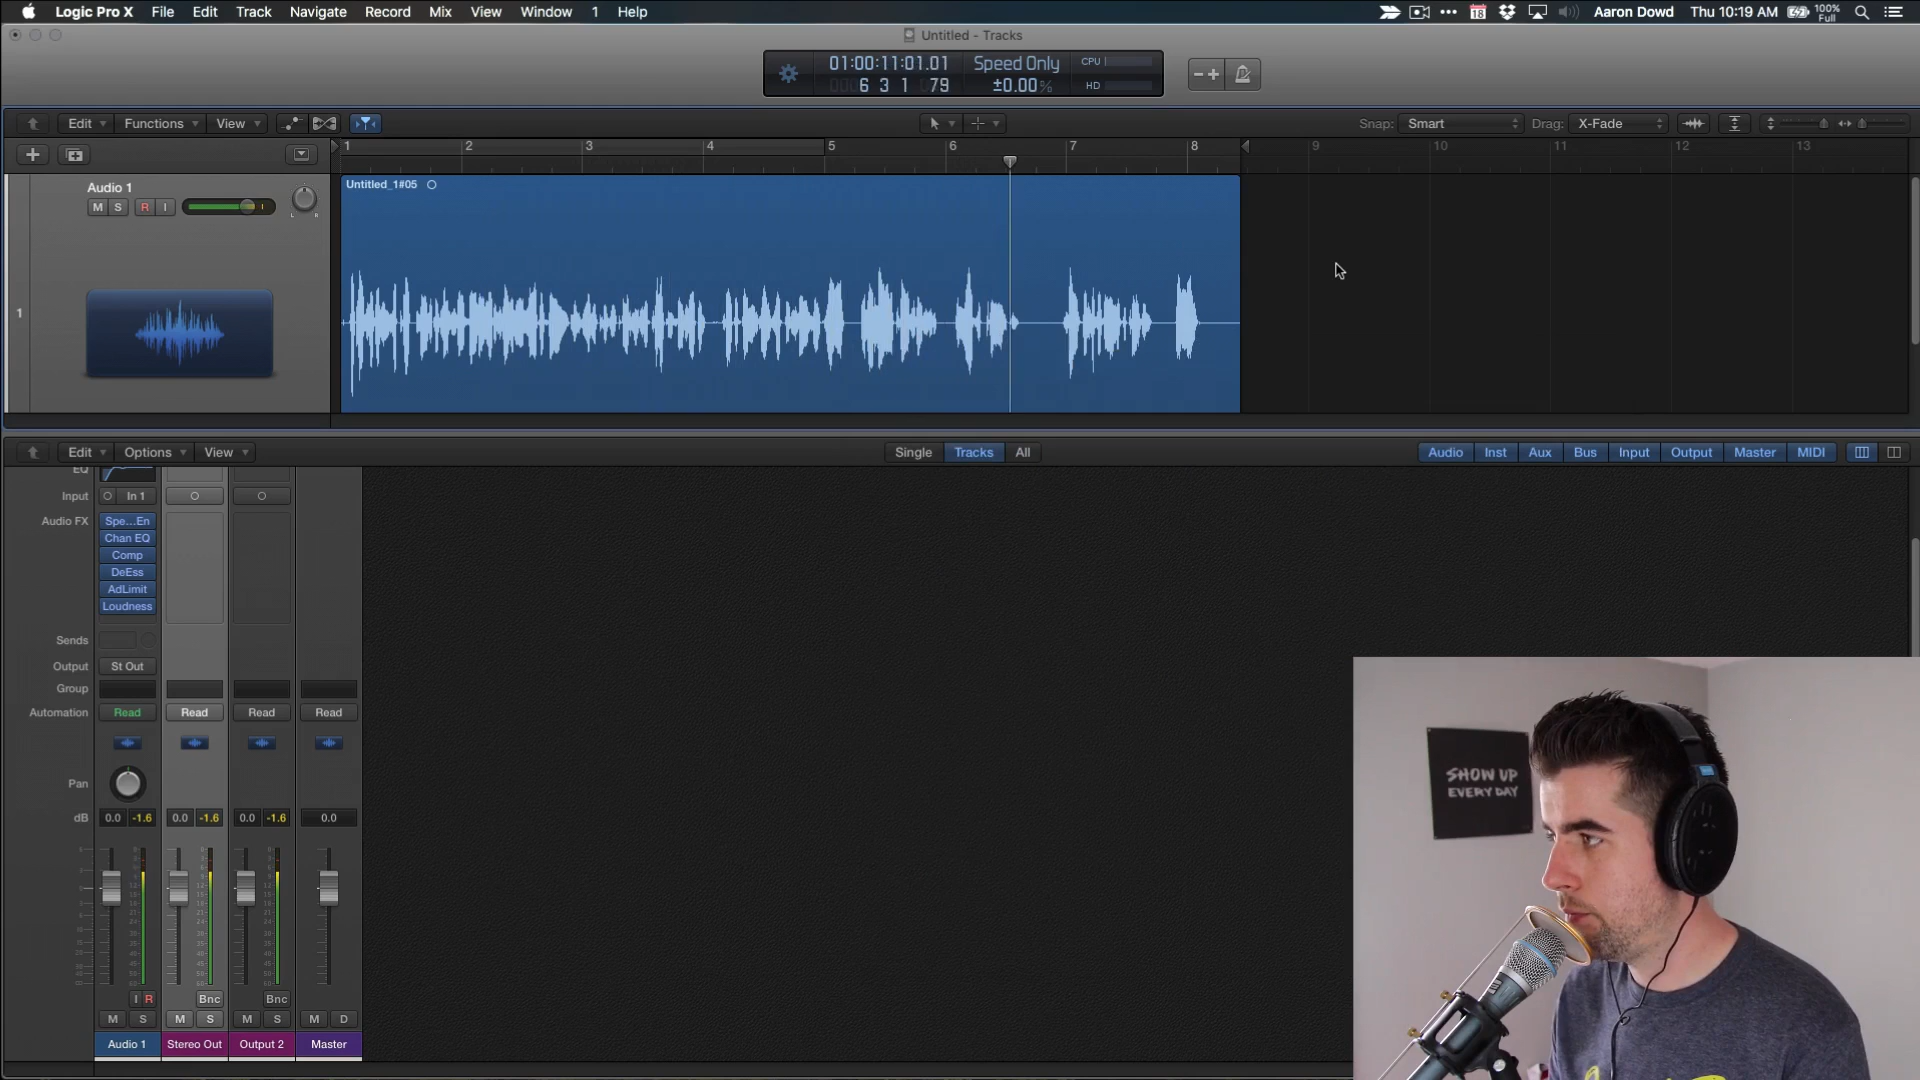 Logic Pro X File Edit Track Navigate Record Mix View Window 1 Help
18 Aaron Dowd Thu 10:19 AM 100% Full
Untitled - Tracks
01:00:11:01.01 Speed Only CPU
6 3 1 79 ±0.00% HD
Edit Functions View
Snap: Smart Drag: X-Fade
1 2 3 4 5 6 7 8 9 10 11 12 13
Audio 1
M S R I
L R
1
Untitled_1#05
Edit Options View
Single Tracks All
Audio Inst Aux Bus Input Output Master MIDI
EQ
Input In 1
Audio FX Spe...En
Chan EQ
Comp
DeEss
AdLimit
Loudness
Sends
Output St Out
Group
Automation Read Read Read Read
Pan
dB 0.0 -1.6 0.0 -1.6 0.0 -1.6 0.0
I R Bnc Bnc
M S M S M S M D
Audio 1 Stereo Out Output 2 Master
SHOW UP
EVERY DAY